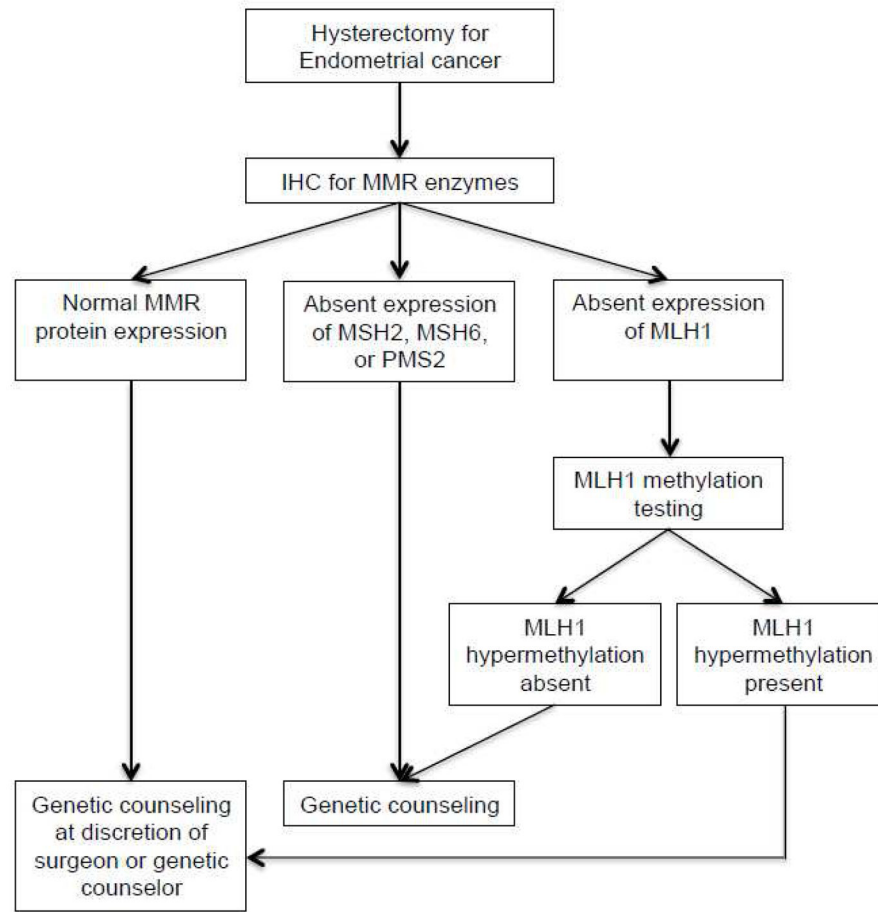 Hysterectomy for
Endometrial cancer
IHC for MMR enzymes
Normal MMR
protein expression
Absent expression
of MSH2, MSH6,
or PMS2
Absent expression
of MLH1
MLH1 methylation
testing
MLH1
hypermethylation
absent
MLH1
hypermethylation
present
Genetic counseling
at discretion of
surgeon or genetic
counselor
Genetic counseling